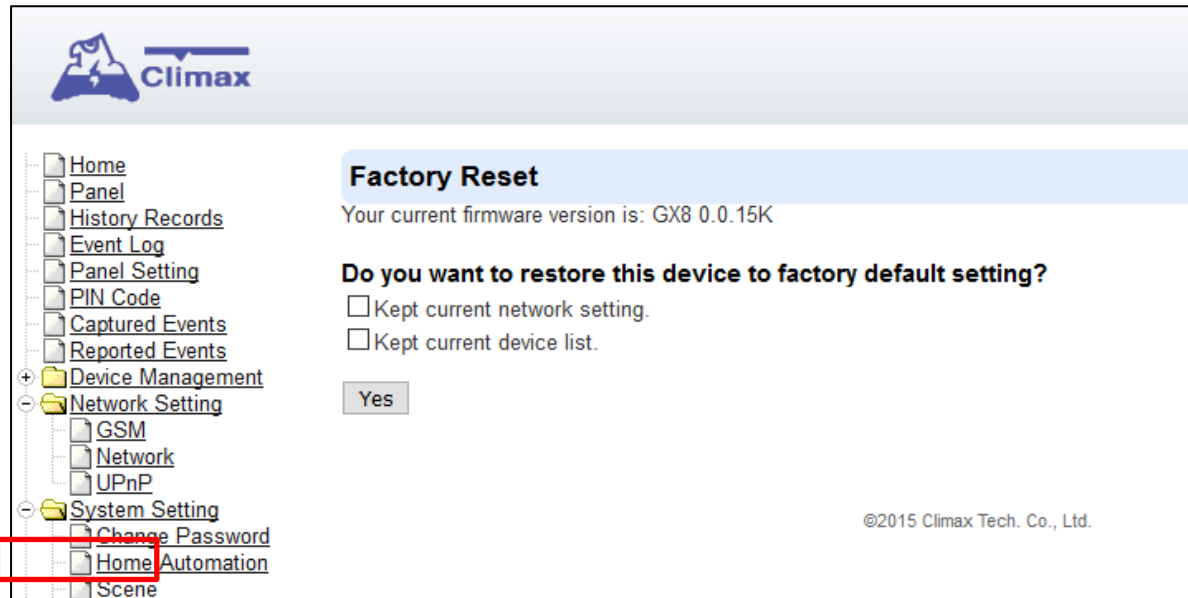 Climax
Home
Panel
History Records
Event Log
Panel Setting
PIN Code
Captured Events
Reported Events
Device Management
Network Setting
GSM
Network
UPnP
System Setting
Change Password
Home Automation
Scene
Factory Reset
Your current firmware version is: GX8 0.0.15K
Do you want to restore this device to factory default setting?
Kept current network setting.
Kept current device list.
Yes
©2015 Climax Tech. Co., Ltd.